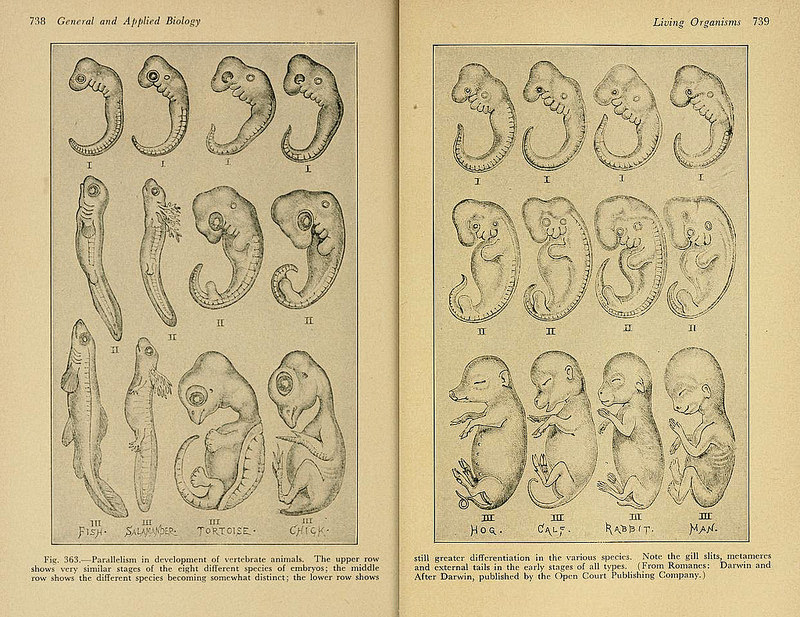 738 General and Applied Biology
I I I I
II II II II
III III III III
FISH. SALAMANDER. TORTOISE. CHICK.
Fig. 363.—Parallelism in development of vertebrate animals. The upper row
shows very similar stages of the eight different species of embryos; the middle
row shows the different species becoming somewhat distinct; the lower row shows
Living Organisms 739
I I I I
II II II II
III III III III
HOG. CALF. RABBIT. MAN.
still greater differentiation in the various species. Note the gill slits, metameres
and external tails in the early stages of all types. (From Romanes: Darwin and
After Darwin, published by the Open Court Publishing Company.)